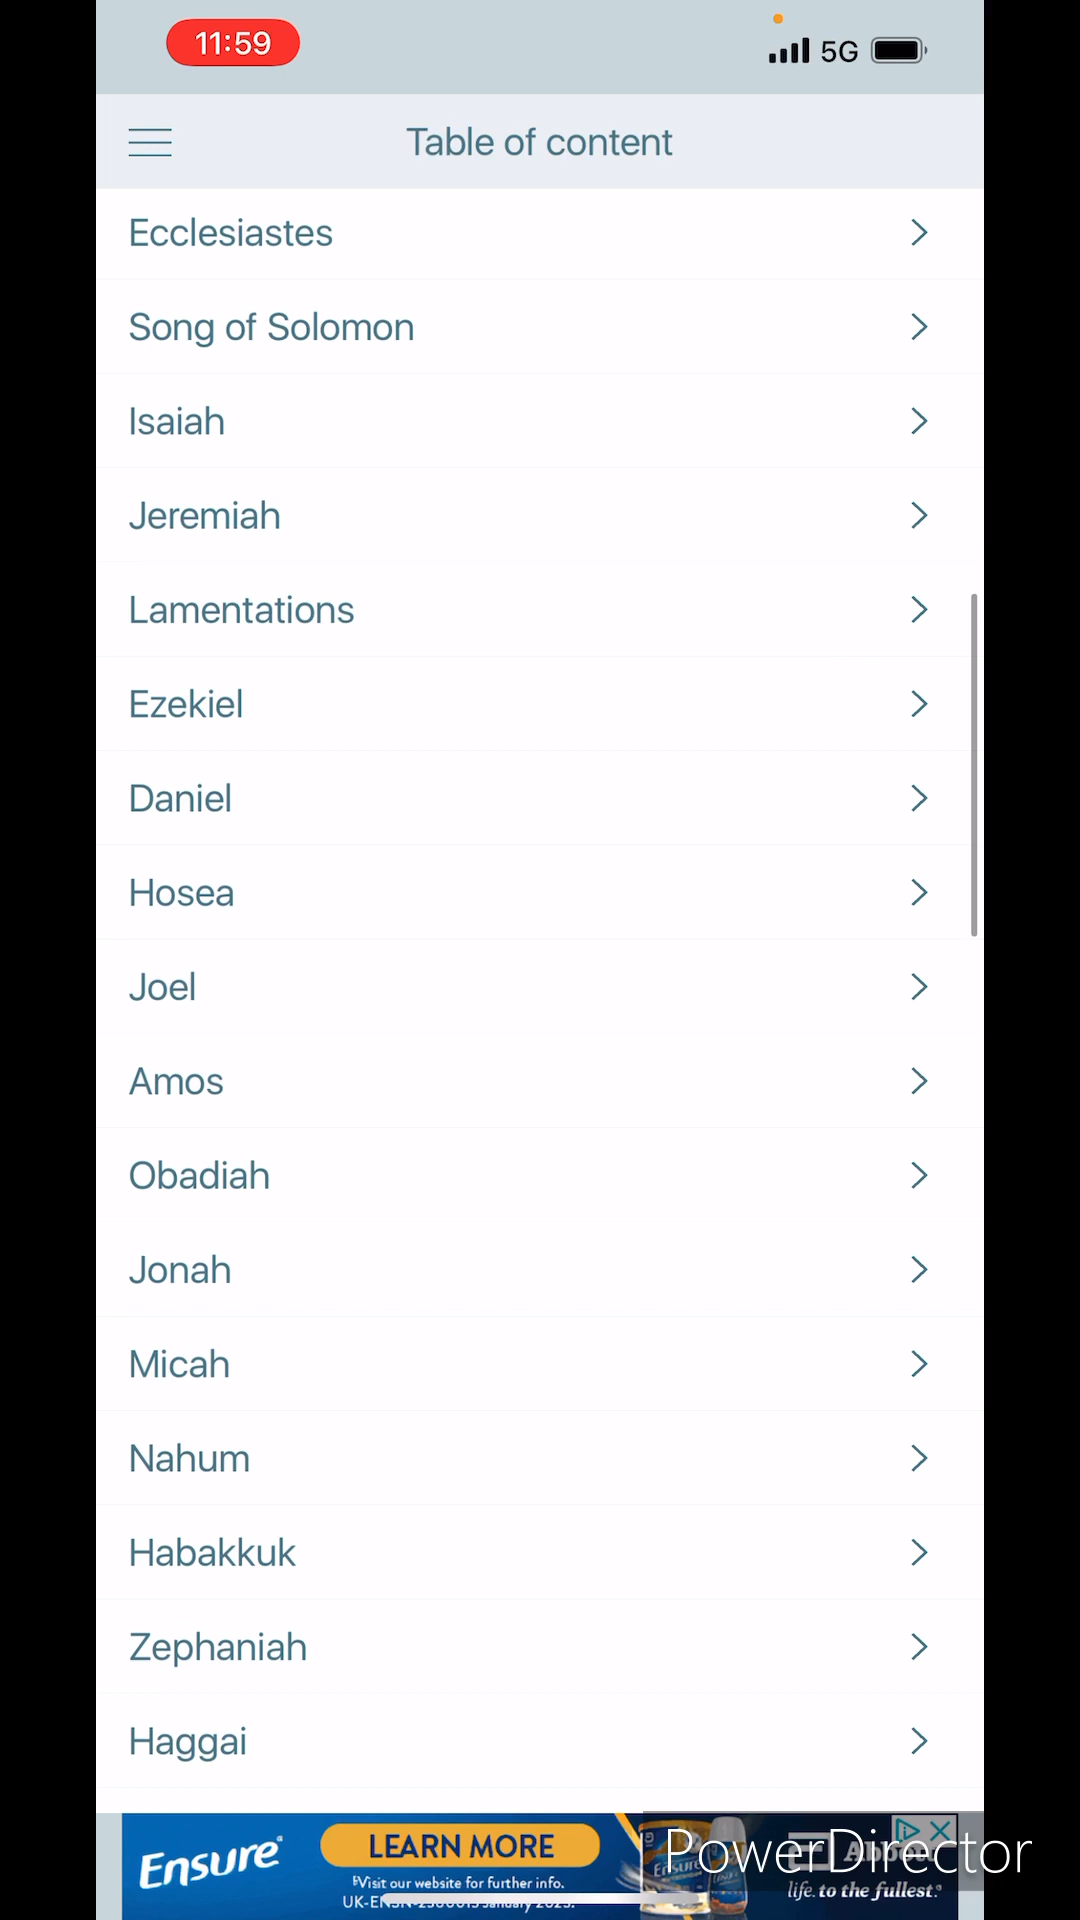 11:59
5G
Table of content
Ecclesiastes
Song of Solomon
Isaiah
Jeremiah
Lamentations
Ezekiel
Daniel
Hosea
Joel
Amos
Obadiah
Jonah
Micah
Nahum
Habakkuk
Zephaniah
Haggai
Ensure
LEARN MORE
Visit our website for further info.
Ensure
PowerDirector
life. to the fullest.